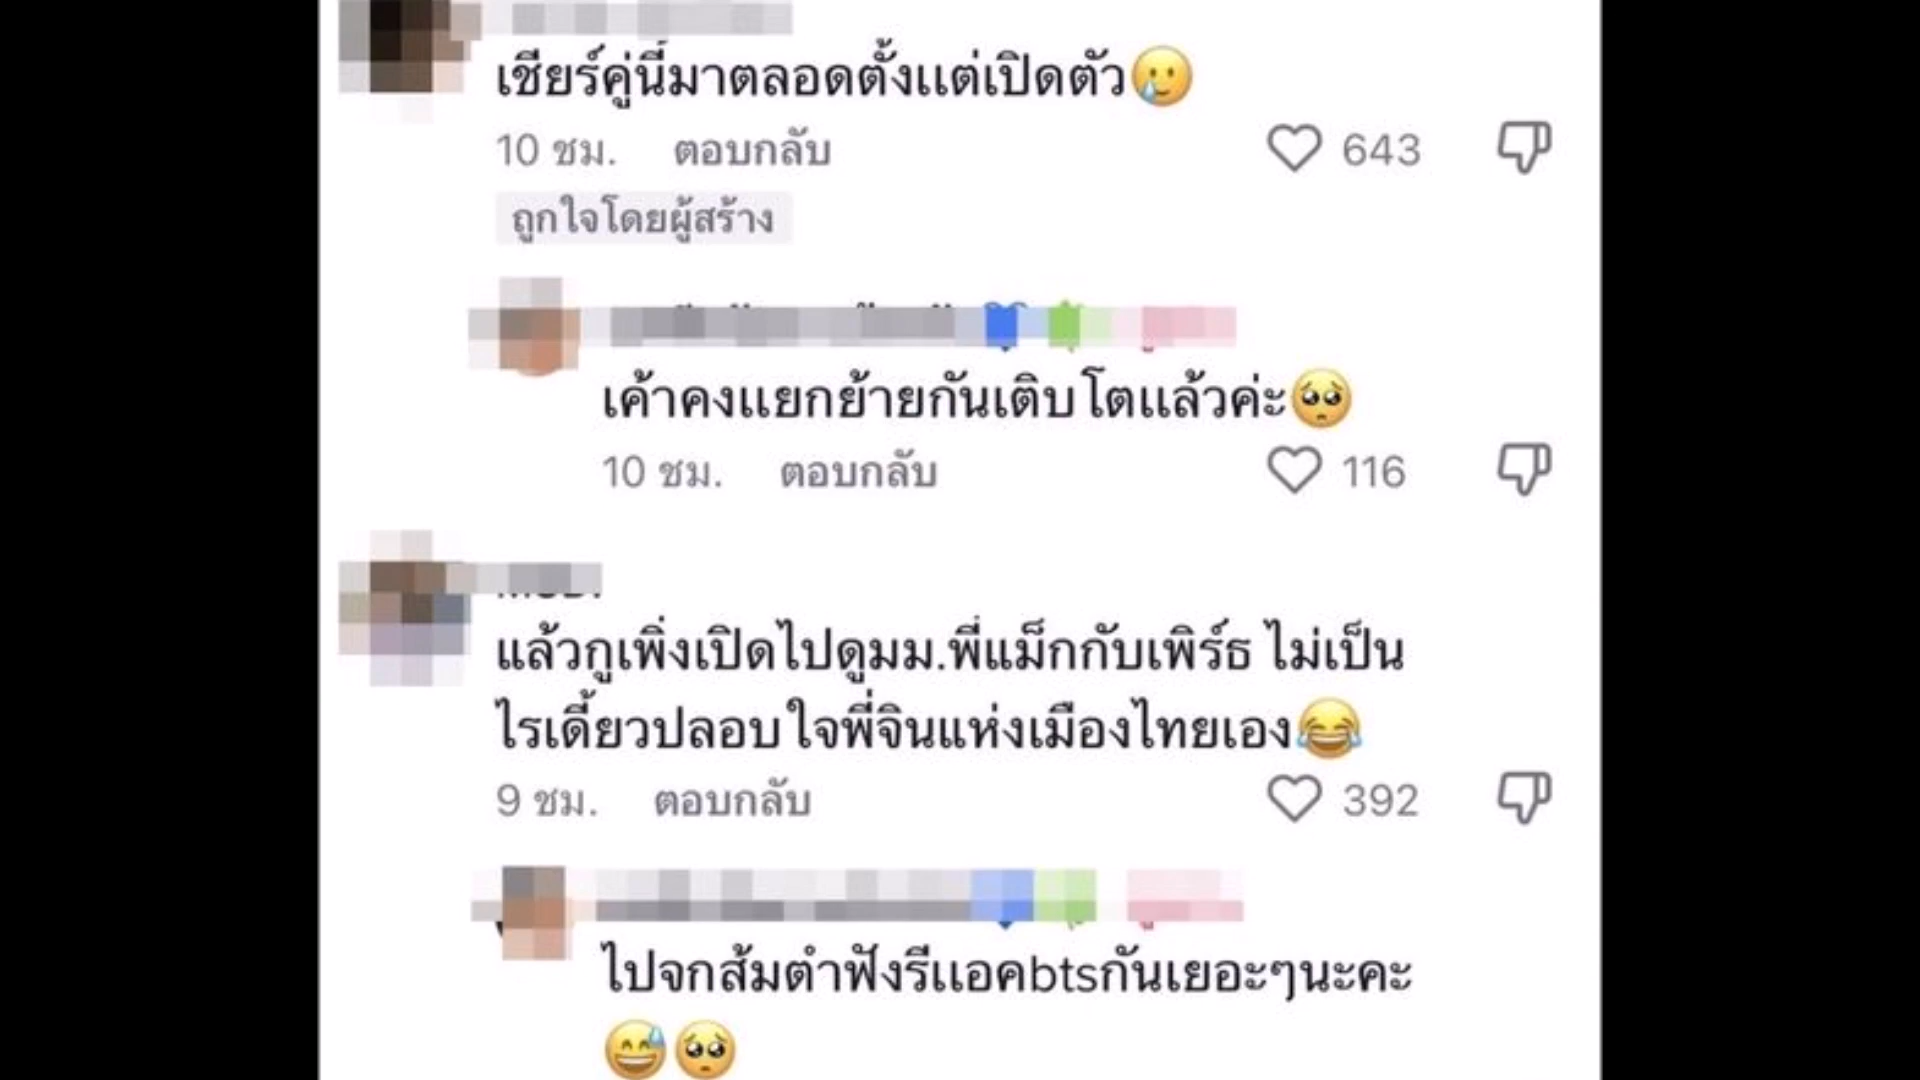 เชียร์คู่นี้มาตลอดตั้งแต่เปิดตัว🥲
10 ชม. ตอบกลับ 643
ถูกใจโดยผู้สร้าง
เค้าคงแยกย้ายกันเติบโตแล้วค่ะ🥺
10 ชม. ตอบกลับ 116
แล้วกูเพิ่งเปิดไปดูมม.พี่แม็กกับเพิร์ธ ไม่เป็น
ไรเดี้ยวปลอบใจพี่จินแห่งเมืองไทยเอง😂
9 ชม. ตอบกลับ 392
ไปจกส้มตำฟังรีแอคbtsกันเยอะๆนะคะ
😅🥺